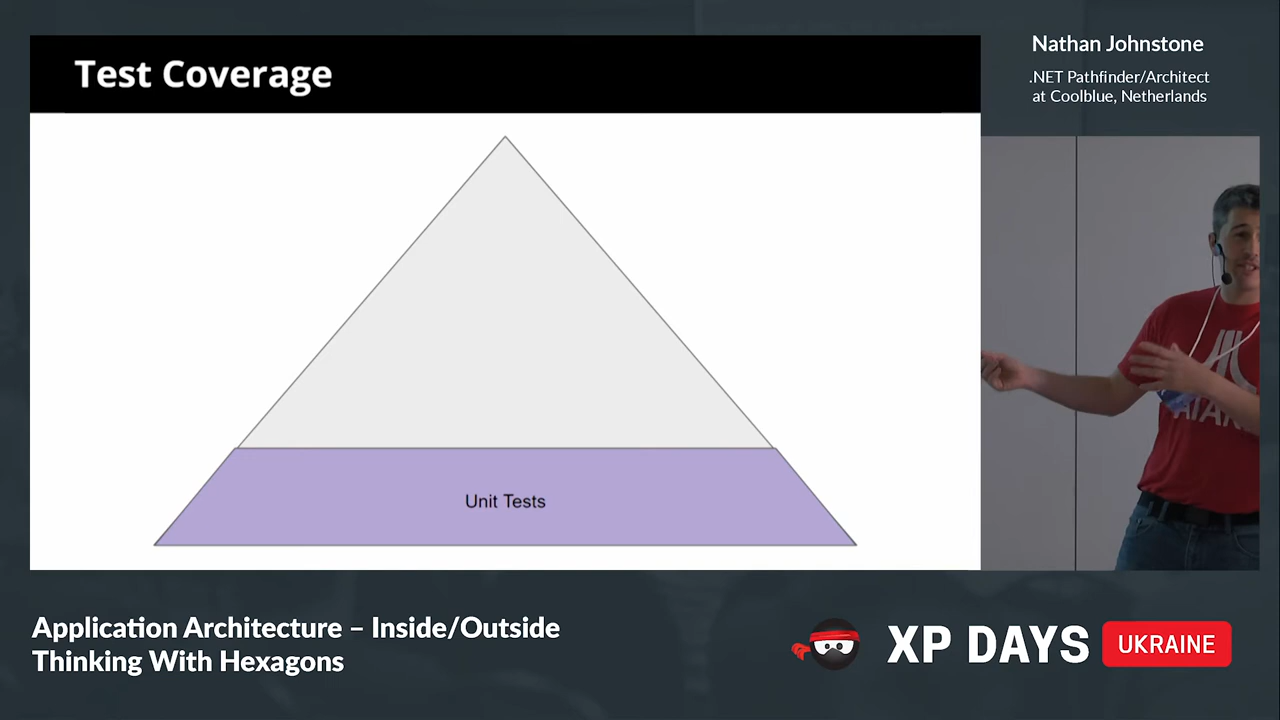 Test Coverage
Unit Tests
Nathan Johnstone
.NET Pathfinder/Architect
at Coolblue, Netherlands
ATARI
Application Architecture – Inside/Outside
Thinking With Hexagons
XP DAYS UKRAINE